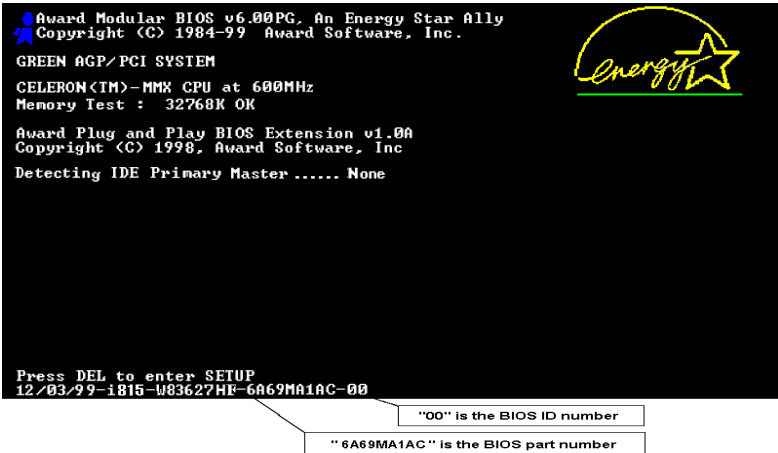 Award Modular BIOS v6.00PG, An Energy Star Ally
Copyright (C) 1984-99 Award Software, Inc.
energy
GREEN AGP/PCI SYSTEM
CELERON(TM)-MMX CPU at 600MHz
Memory Test : 32768K OK
Award Plug and Play BIOS Extension v1.0A
Copyright (C) 1998, Award Software, Inc
Detecting IDE Primary Master ...... None
Press DEL to enter SETUP
12/03/99-i815-W83627HF-6A69MA1AC-00
"00" is the BIOS ID number
" 6A69MA1AC " is the BIOS part number